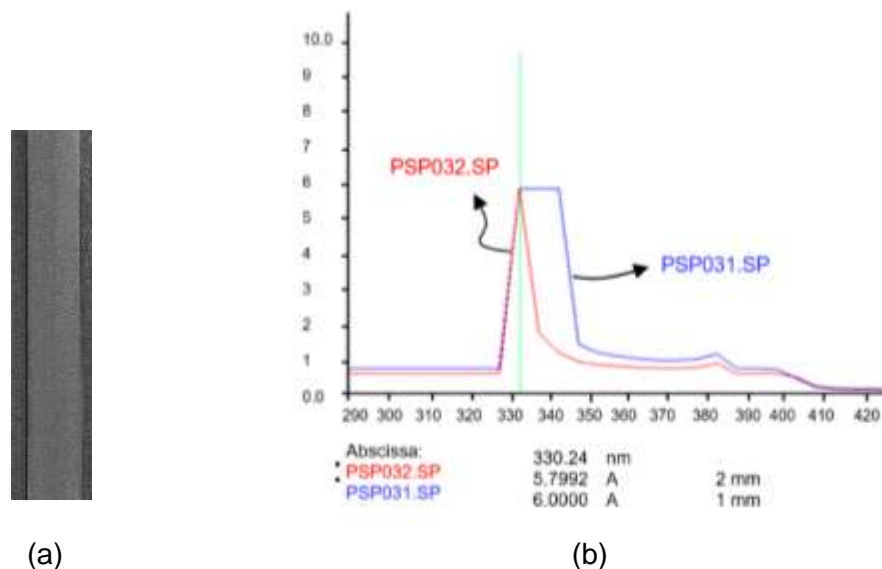 10.0
9
8
7
6
5
4
3
2
1
0.0
PSP032.SP
PSP031.SP
290 300 310 320 330 340 350 360 370 380 390 400 410 420
Abscissa: 330.24 nm
PSP032.SP 5.7992 A 2 mm
PSP031.SP 6.0000 A 1 mm
(a) (b)